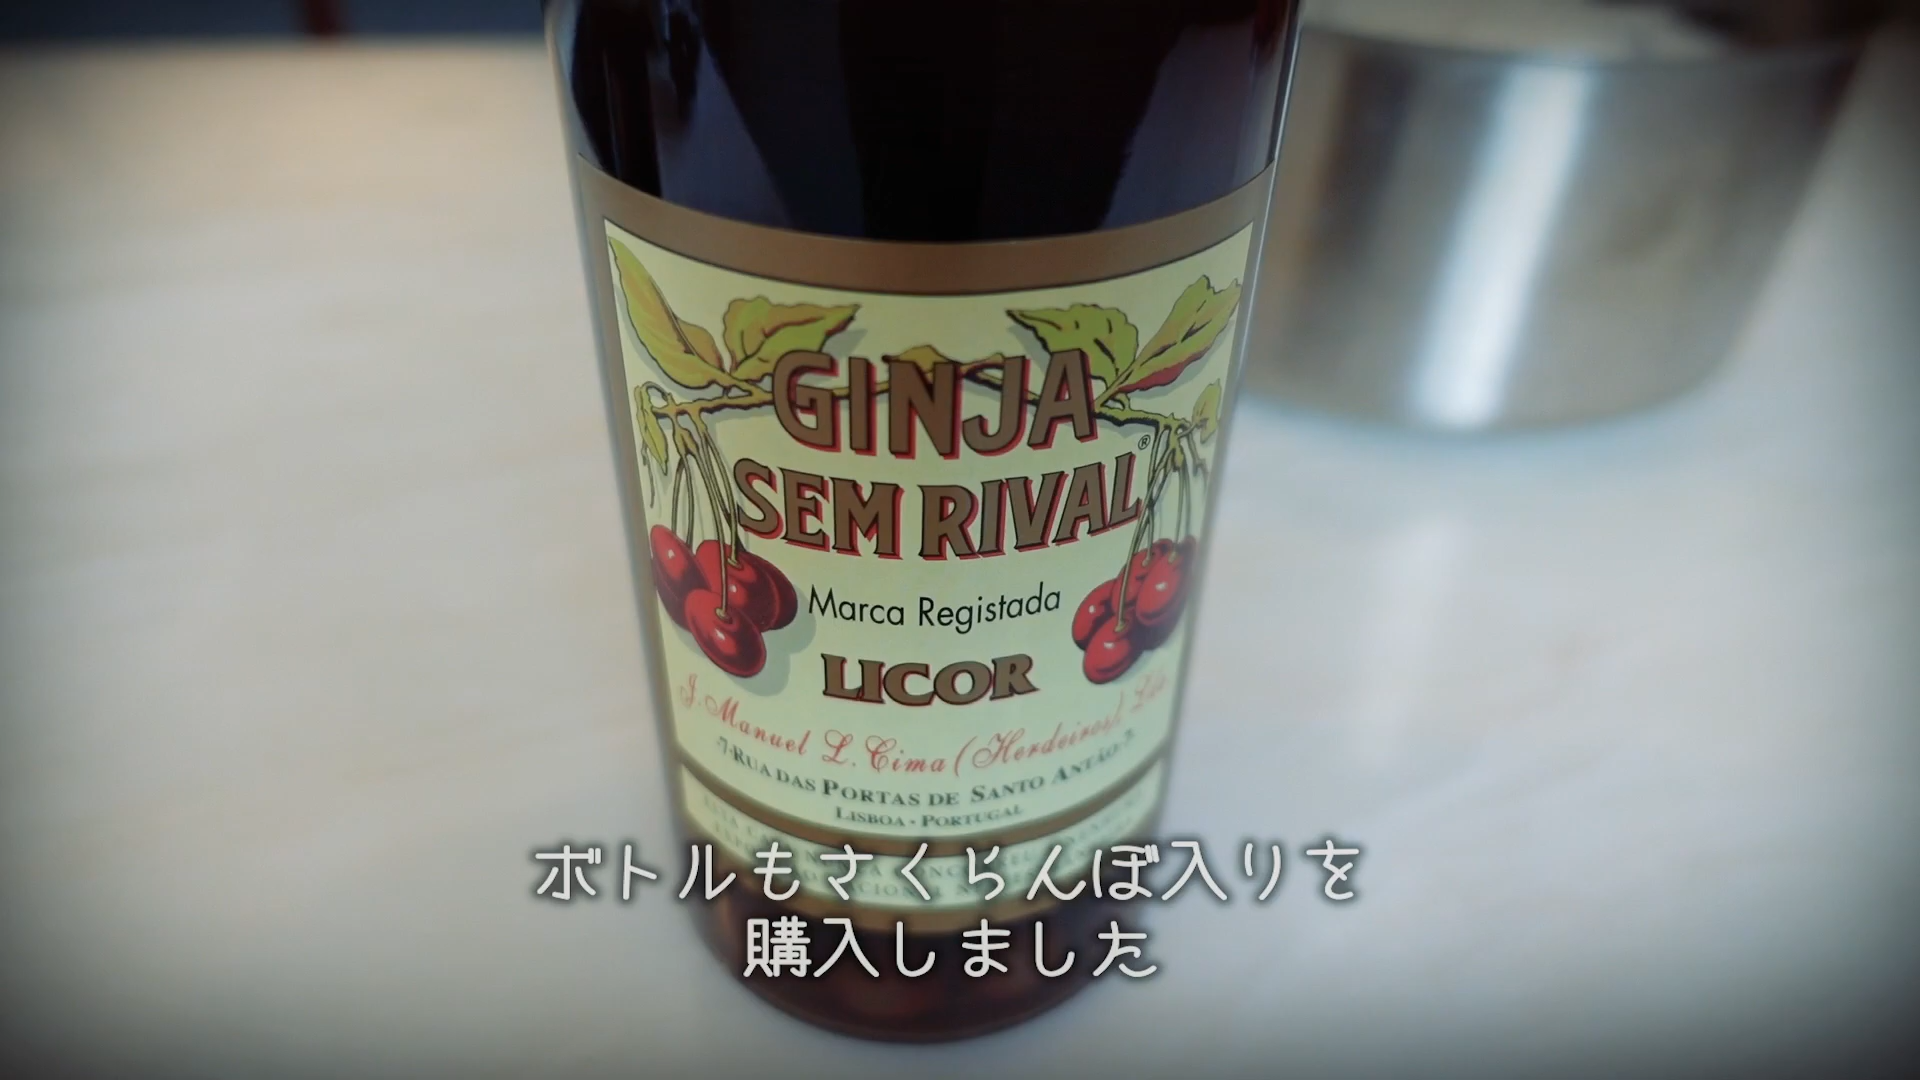 GINJA
SEM RIVAL®
Marca Registada
LICOR
J. Manuel L. Cima (Herdeiros), Lda
7-RUA DAS PORTAS DE SANTO ANTÃO-7
LISBOA - PORTUGAL
ボトルもさくらんぼ入りを
購入しました